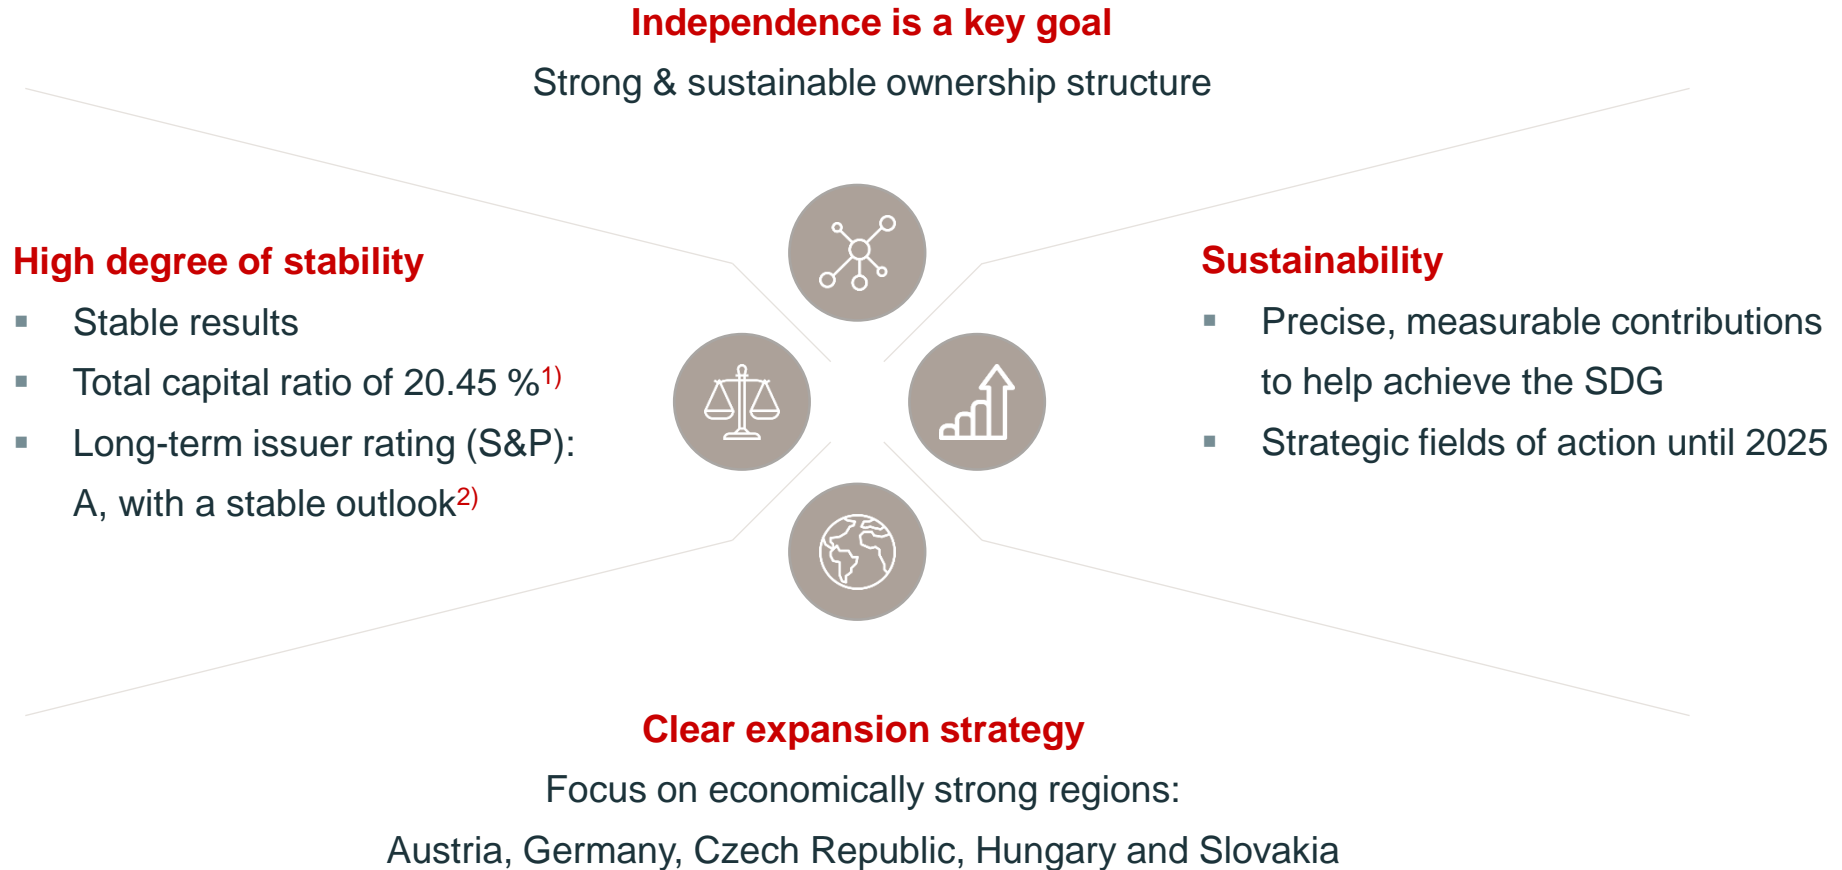 Independence is a key goal
Strong & sustainable ownership structure
High degree of stability
▪ Stable results
▪ Total capital ratio of 20.45 %1)
▪ Long-term issuer rating (S&P):
A, with a stable outlook2)
Sustainability
▪ Precise, measurable contributions
to help achieve the SDG
▪ Strategic fields of action until 2025
Clear expansion strategy
Focus on economically strong regions:
Austria, Germany, Czech Republic, Hungary and Slovakia